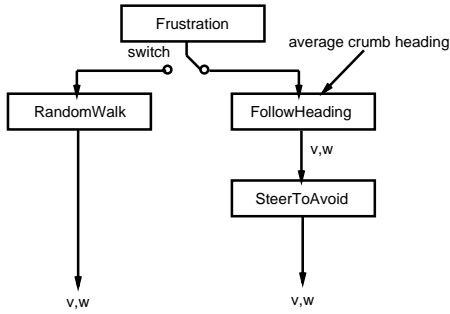 Frustration
switch
average crumb heading
RandomWalk
FollowHeading
v,w
SteerToAvoid
v,w
v,w